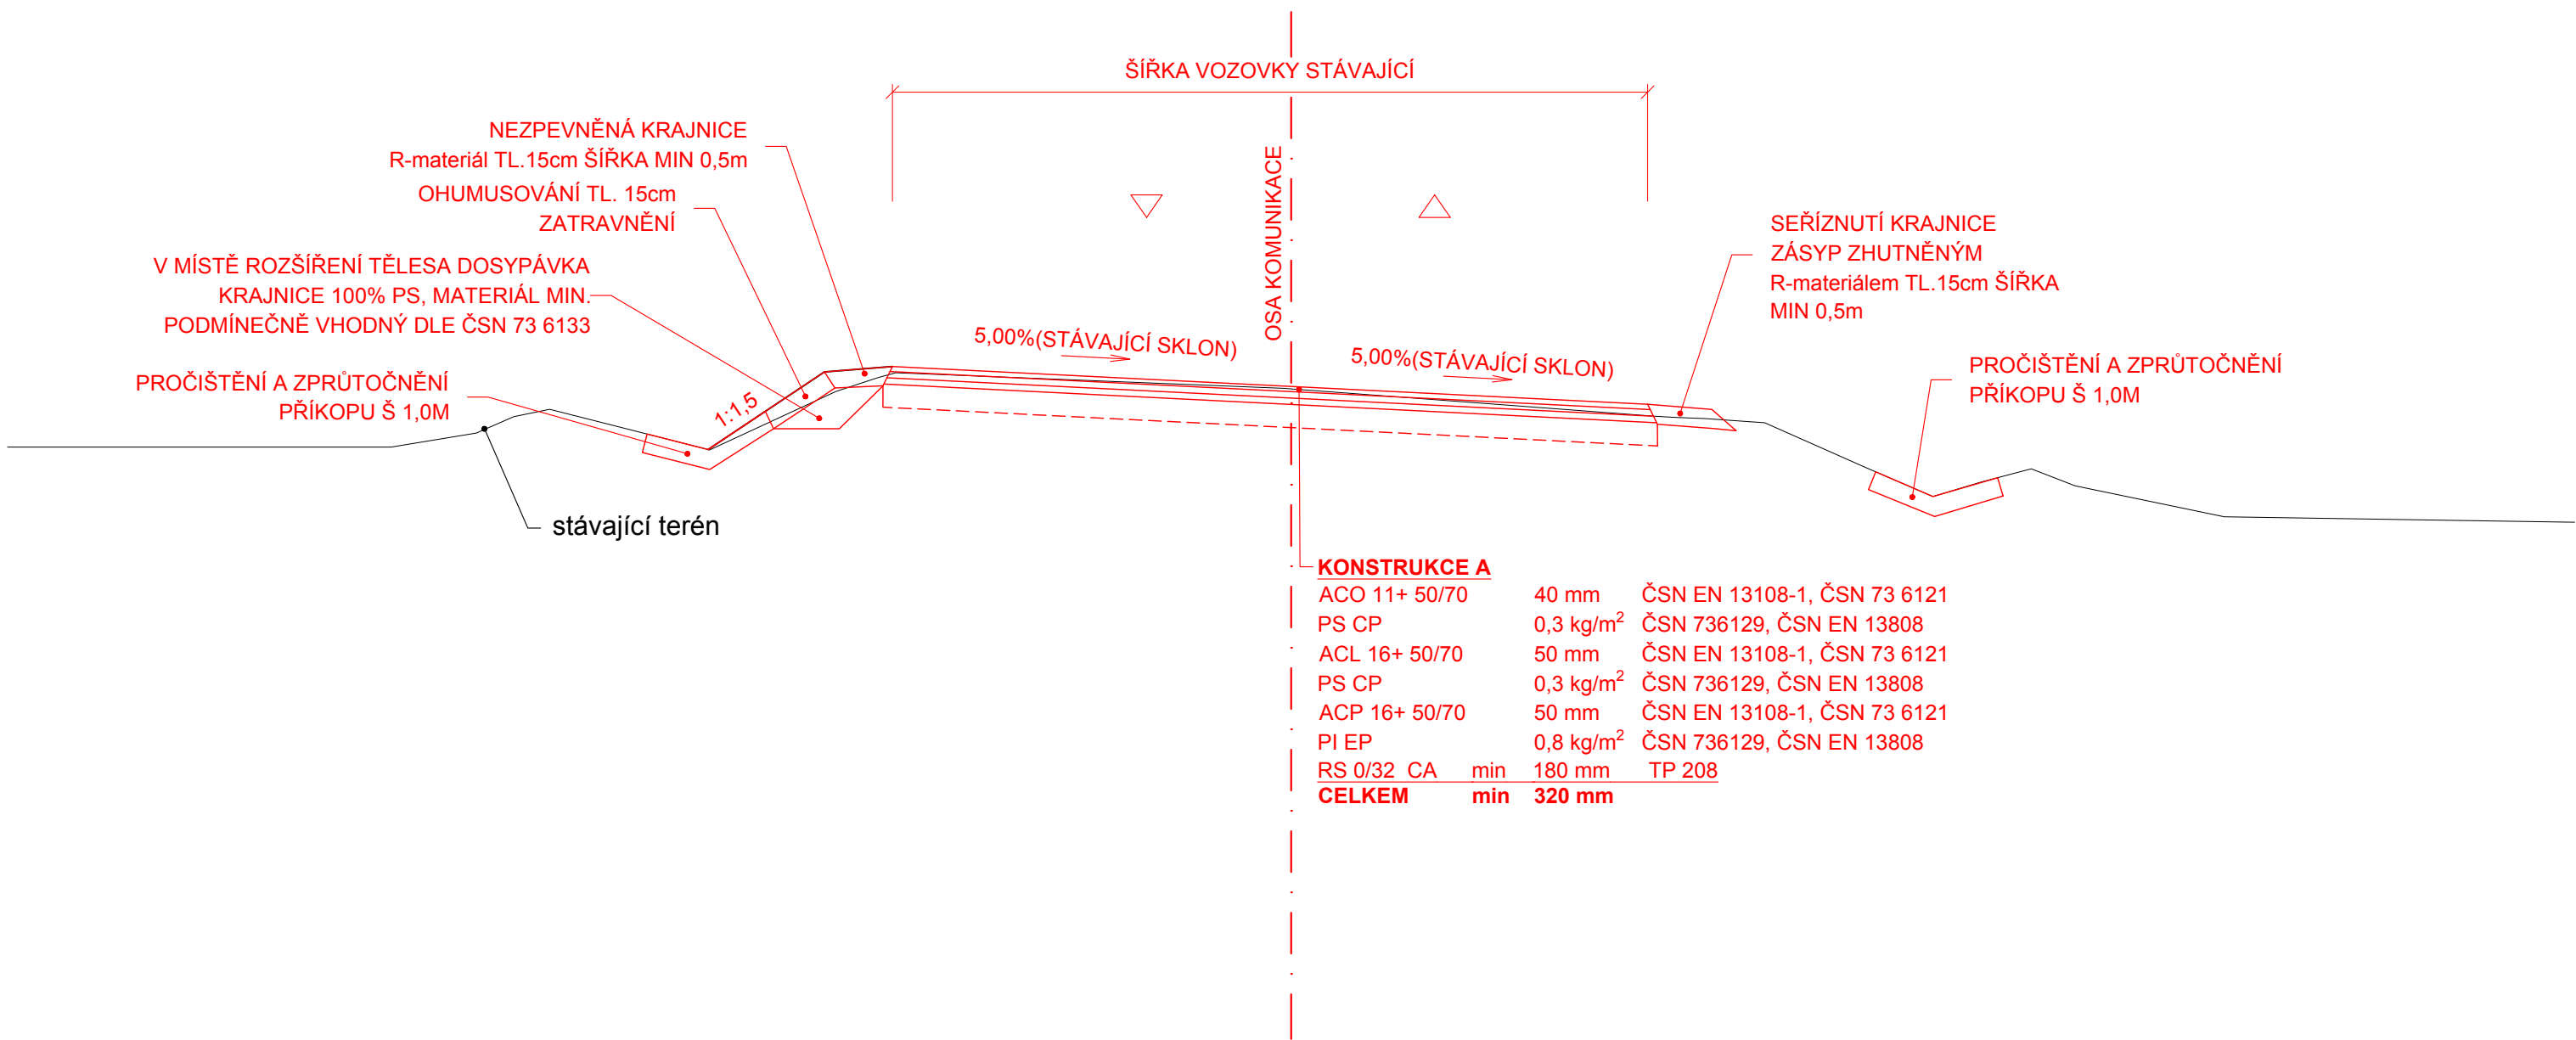 ŠÍŘKA VOZOVKY STÁVAJÍCÍ
NEZPEVNĚNÁ KRAJNICE
R-materiál TL.15cm ŠÍŘKA MIN 0,5m
OHUMUSOVÁNÍ TL. 15cm
ZATRAVNĚNÍ
V MÍSTĚ ROZŠÍŘENÍ TĚLESA DOSYPÁVKA
KRAJNICE 100% PS, MATERIÁL MIN.
PODMÍNEČNĚ VHODNÝ DLE ČSN 73 6133
PROČIŠTĚNÍ A ZPRŮTOČNĚNÍ
PŘÍKOPU Š 1,0M
1:1,5
stávající terén
5,00%(STÁVAJÍCÍ SKLON)
OSA KOMUNIKACE
5,00%(STÁVAJÍCÍ SKLON)
SEŘÍZNUTÍ KRAJNICE
ZÁSYP ZHUTNĚNÝM
R-materiálem TL.15cm ŠÍŘKA
MIN 0,5m
PROČIŠTĚNÍ A ZPRŮTOČNĚNÍ
PŘÍKOPU Š 1,0M
KONSTRUKCE A
ACO 11+ 50/70 40 mm ČSN EN 13108-1, ČSN 73 6121
PS CP 0,3 kg/m² ČSN 736129, ČSN EN 13808
ACL 16+ 50/70 50 mm ČSN EN 13108-1, ČSN 73 6121
PS CP 0,3 kg/m² ČSN 736129, ČSN EN 13808
ACP 16+ 50/70 50 mm ČSN EN 13108-1, ČSN 73 6121
PI EP 0,8 kg/m² ČSN 736129, ČSN EN 13808
RS 0/32 CA min 180 mm TP 208
CELKEM min 320 mm